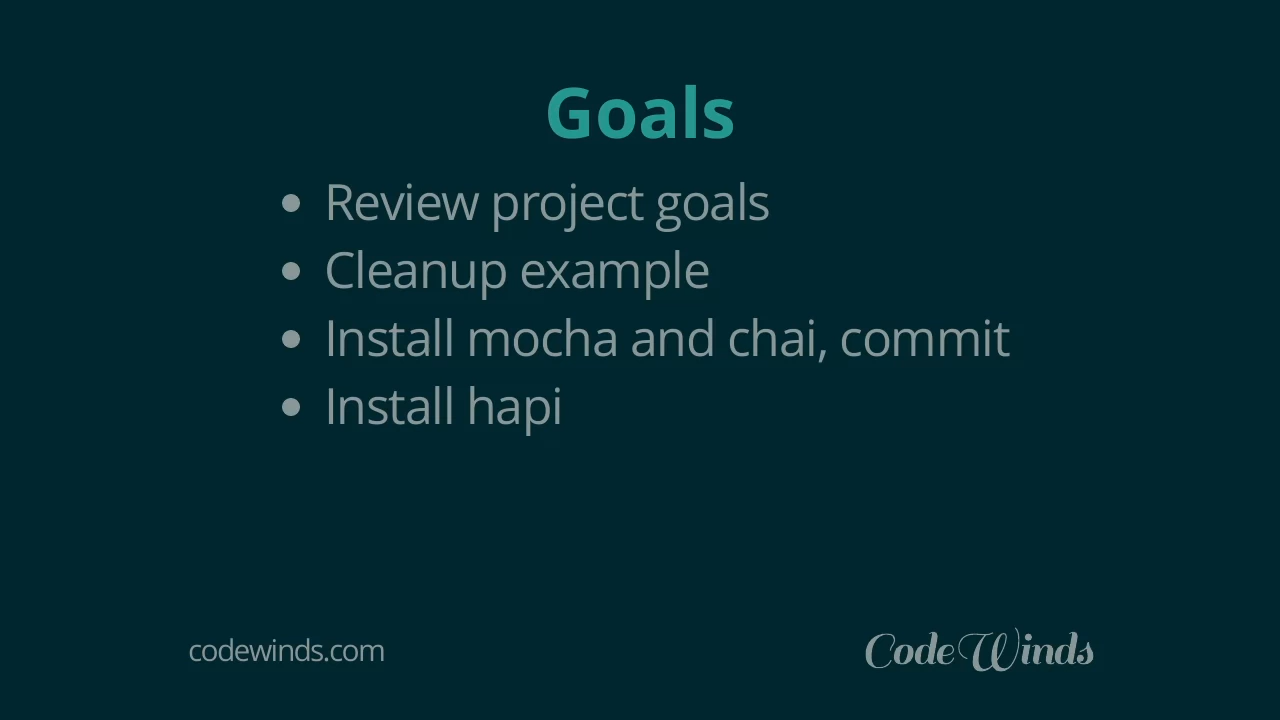 Goals
Review project goals
Cleanup example
Install mocha and chai, commit
Install hapi
codewinds.com
CodeWinds